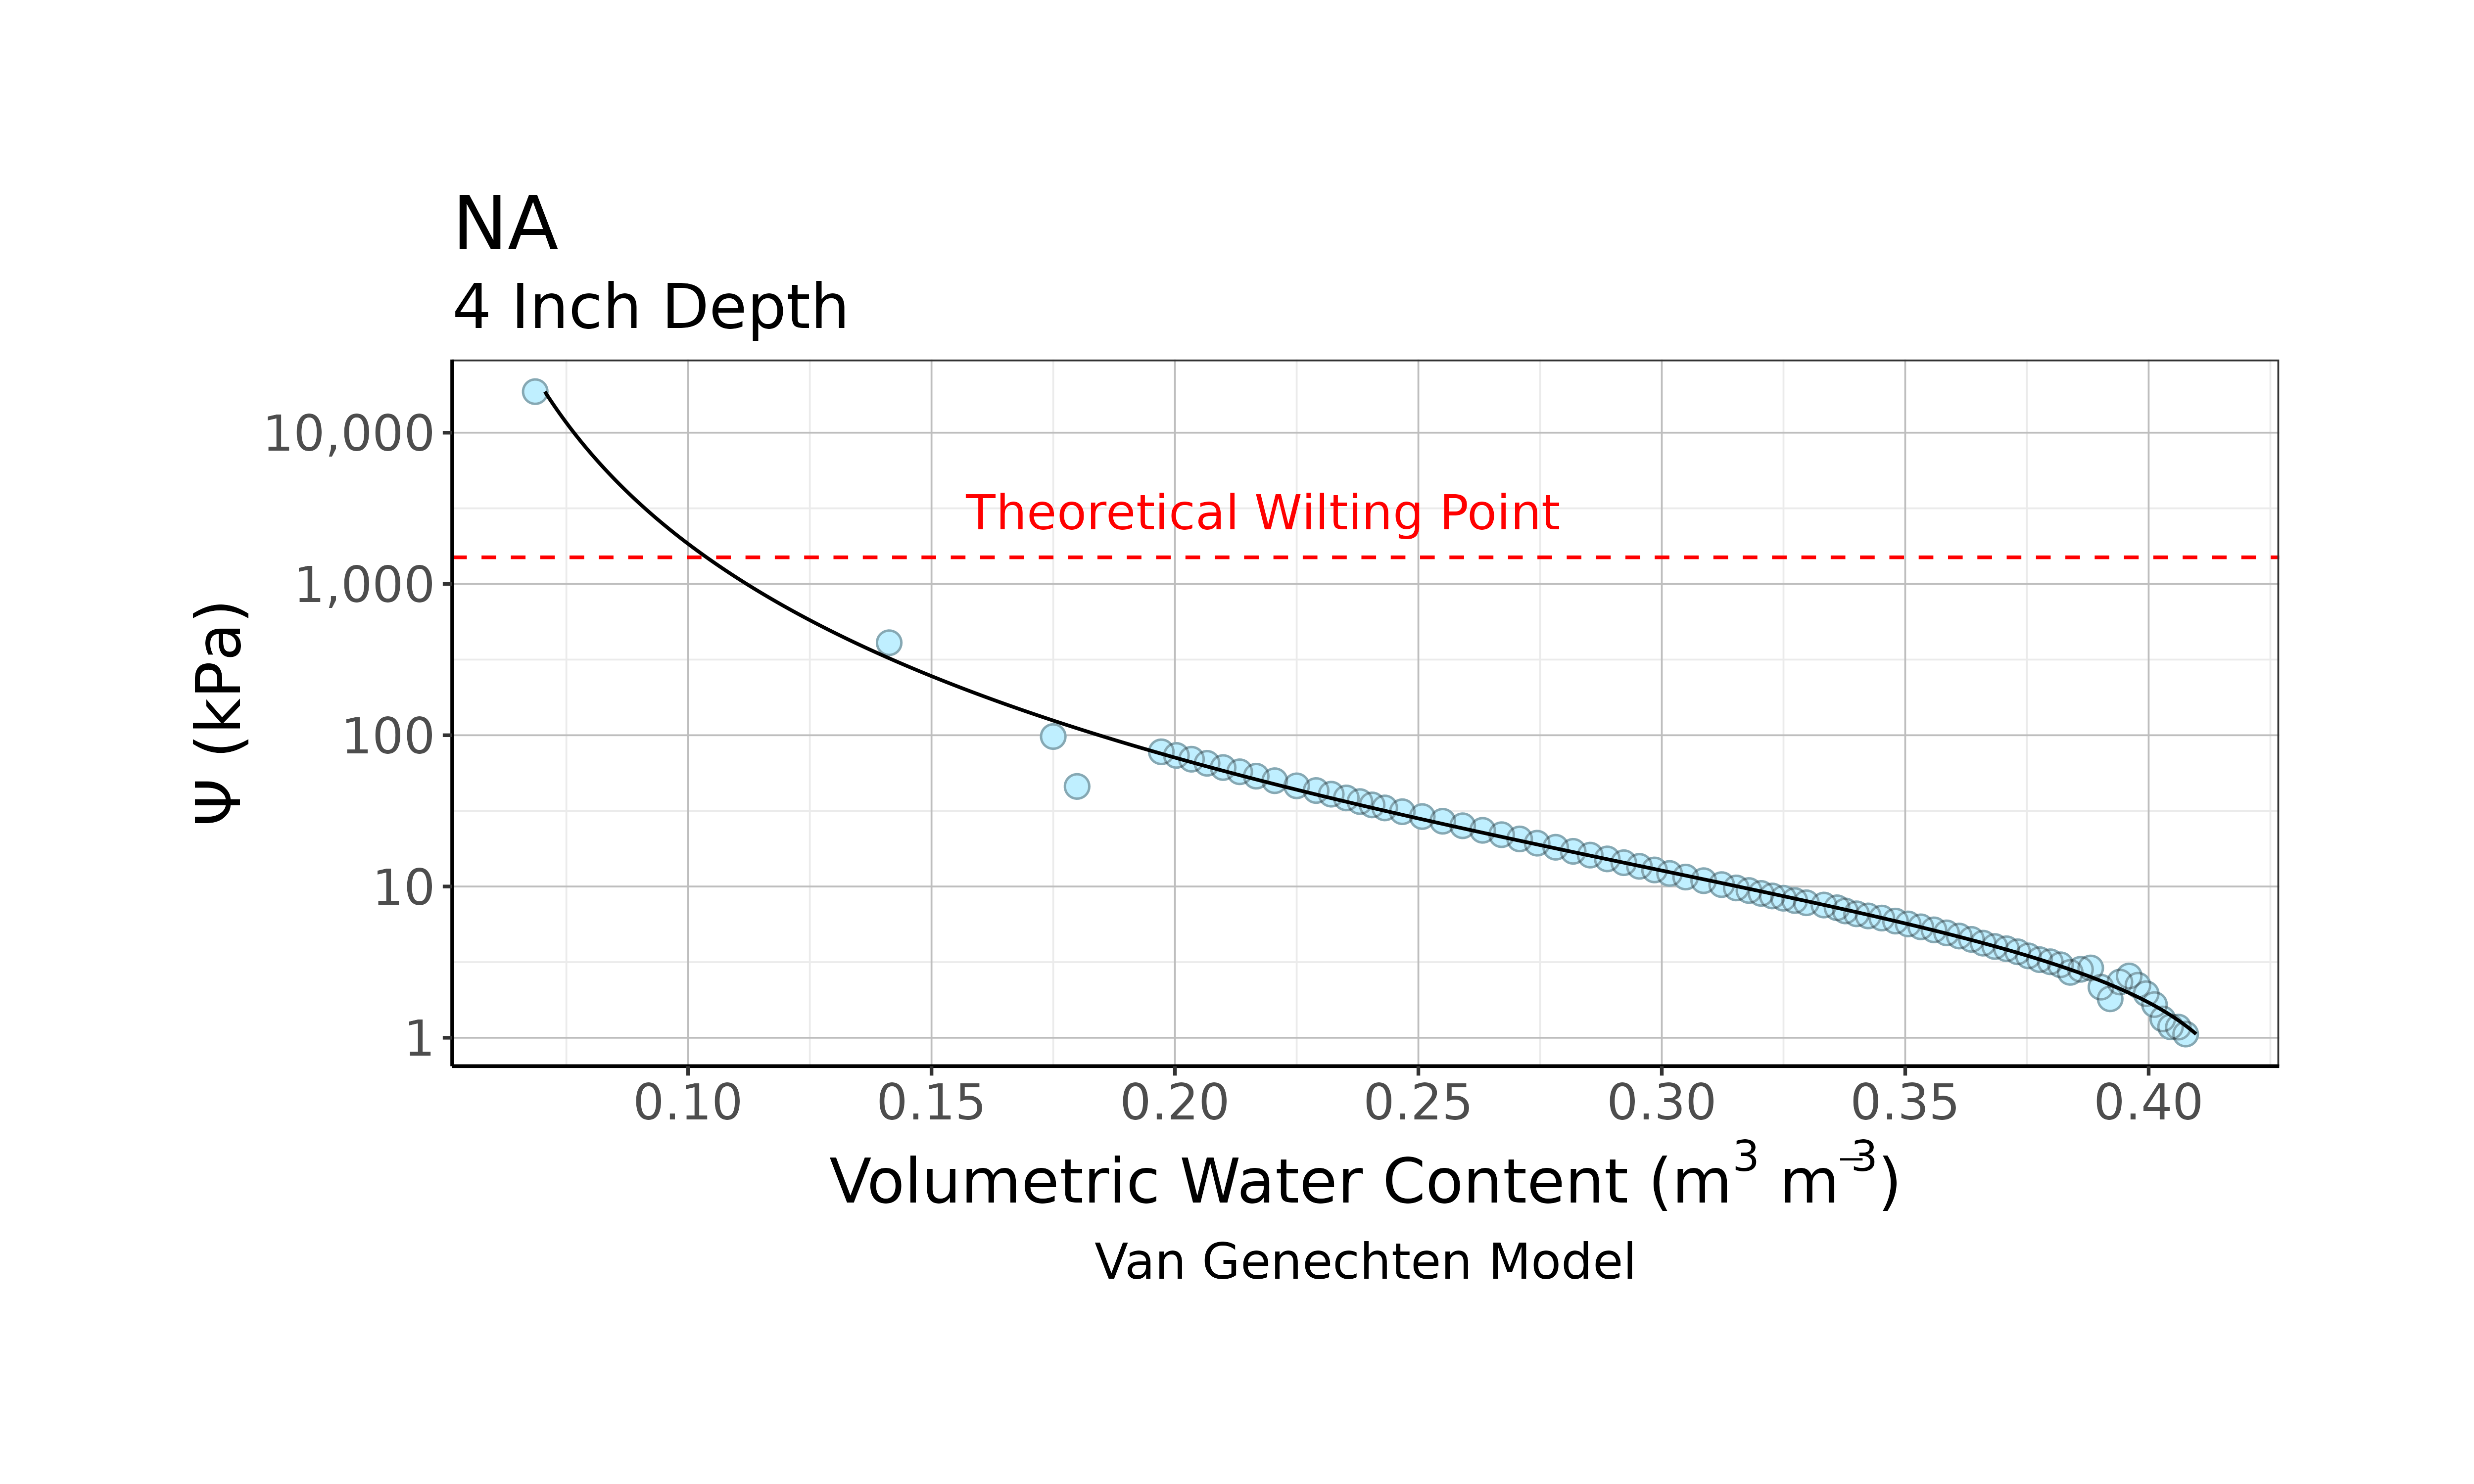 NA
4 Inch Depth
Ψ (kPa)
10,000
1,000
100
10
1
Theoretical Wilting Point
0.10 0.15 0.20 0.25 0.30 0.35 0.40
Volumetric Water Content (m³ m⁻³)
Van Genechten Model